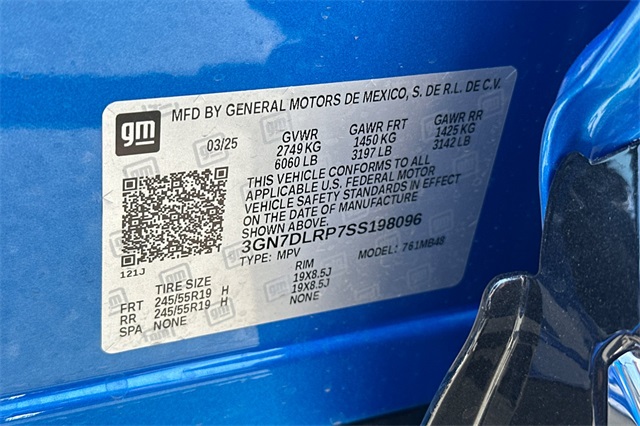 MFD BY GENERAL MOTORS DE MEXICO, S. DE R.L. DE C.V.
gm
03/25 GVWR GAWR FRT GAWR RR
2749 KG 1450 KG 1425 KG
6060 LB 3197 LB 3142 LB
THIS VEHICLE CONFORMS TO ALL
APPLICABLE U.S. FEDERAL MOTOR
VEHICLE SAFETY STANDARDS IN EFFECT
ON THE DATE OF MANUFACTURE
3GN7DLRP7SS198096
TYPE: MPV MODEL: 761MB48
121J
TIRE SIZE RIM
FRT 245/55R19 H 19X8.5J
RR 245/55R19 H 19X8.5J
SPA NONE NONE